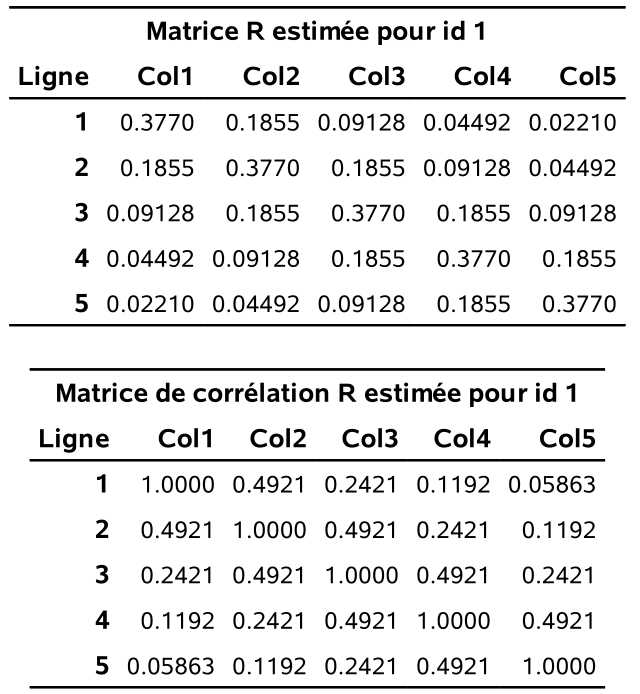 Matrice R estimée pour id 1
Ligne Col1 Col2 Col3 Col4 Col5
1 0.3770 0.1855 0.09128 0.04492 0.02210
2 0.1855 0.3770 0.1855 0.09128 0.04492
3 0.09128 0.1855 0.3770 0.1855 0.09128
4 0.04492 0.09128 0.1855 0.3770 0.1855
5 0.02210 0.04492 0.09128 0.1855 0.3770
Matrice de corrélation R estimée pour id 1
Ligne Col1 Col2 Col3 Col4 Col5
1 1.0000 0.4921 0.2421 0.1192 0.05863
2 0.4921 1.0000 0.4921 0.2421 0.1192
3 0.2421 0.4921 1.0000 0.4921 0.2421
4 0.1192 0.2421 0.4921 1.0000 0.4921
5 0.05863 0.1192 0.2421 0.4921 1.0000